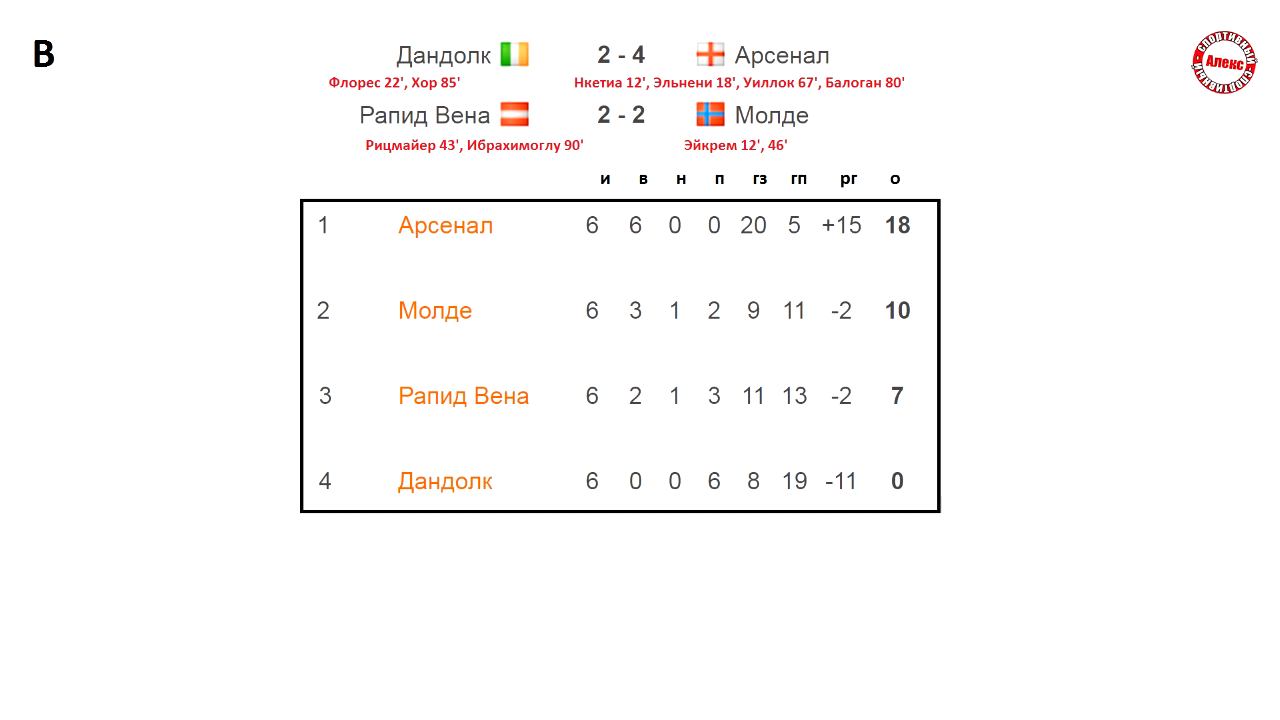 В
Дандолк 2 - 4 Арсенал
Флорес 22', Хор 85' Нкетиа 12', Эльнени 18', Уиллок 67', Балоган 80'
Рапид Вена 2 - 2 Молде
Рицмайер 43', Ибрахимоглу 90' Эйкрем 12', 46'
и в н п гз гп рг о
1 Арсенал 6 6 0 0 20 5 +15 18
2 Молде 6 3 1 2 9 11 -2 10
3 Рапид Вена 6 2 1 3 11 13 -2 7
4 Дандолк 6 0 0 6 8 19 -11 0
СПОРТИВНЫЙ
Алекс
СПОРТИВНЫЙ